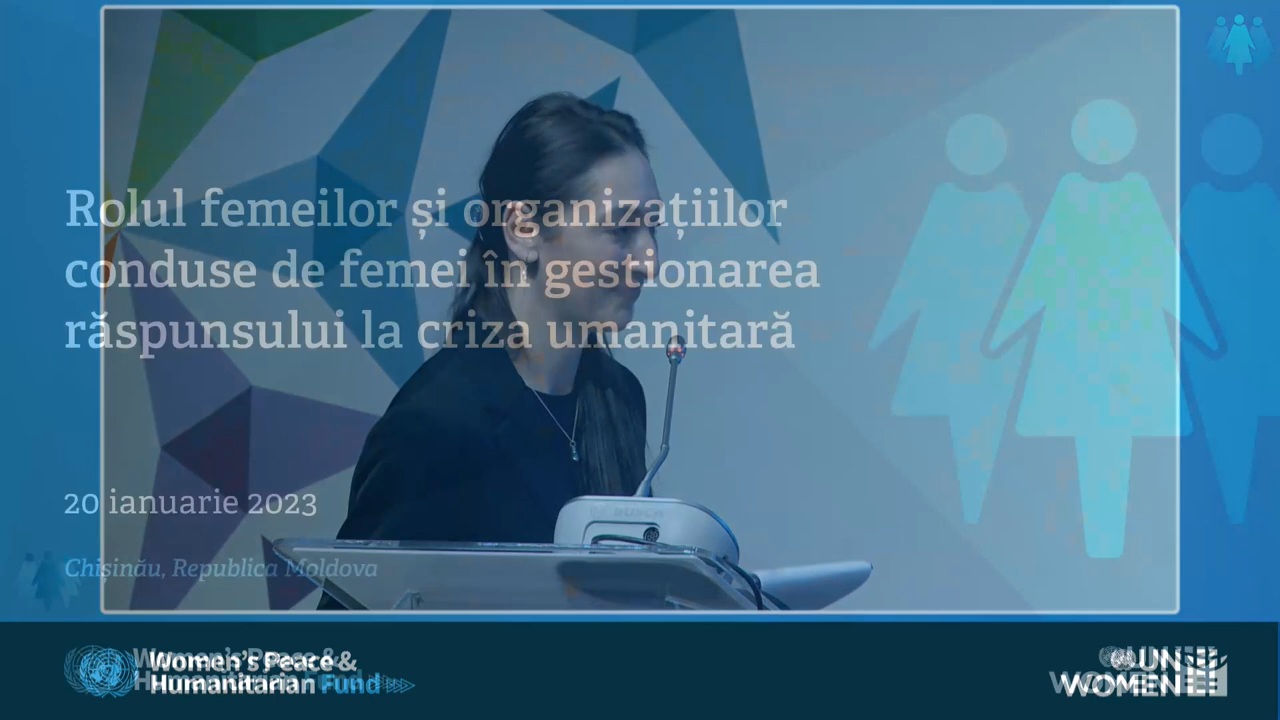 Rolul femeilor și organizațiilor
conduse de femei în gestionarea
răspunsului la criza umanitară
20 ianuarie 2023
Chișinău, Republica Moldova
Women's Peace &
Humanitarian Fund
UN
WOMEN